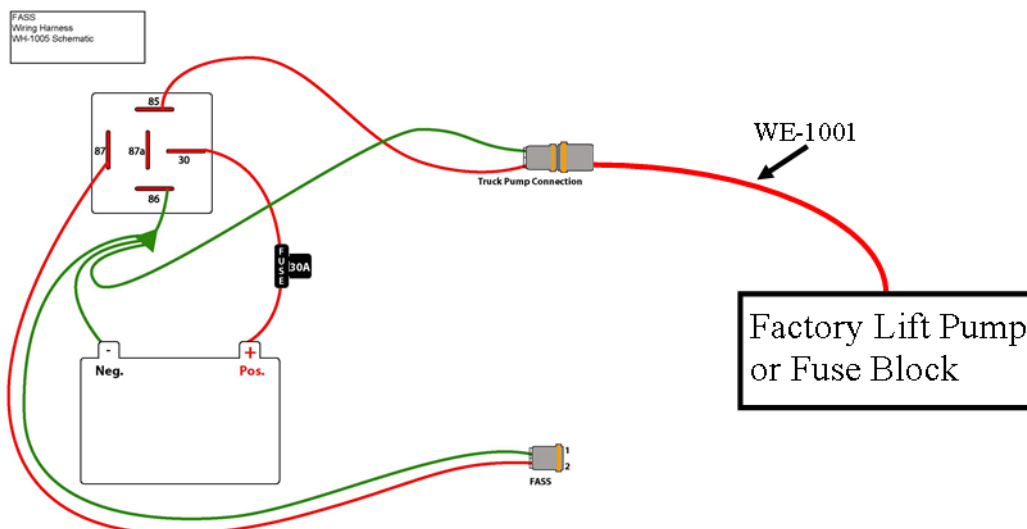 FASS
Wiring Harness
WH-1005 Schematic
85
87
87a
30
86
WE-1001
Truck Pump Connection
FUSE
30A
-
+
Neg.
Pos.
Factory Lift Pump
or Fuse Block
1
2
FASS